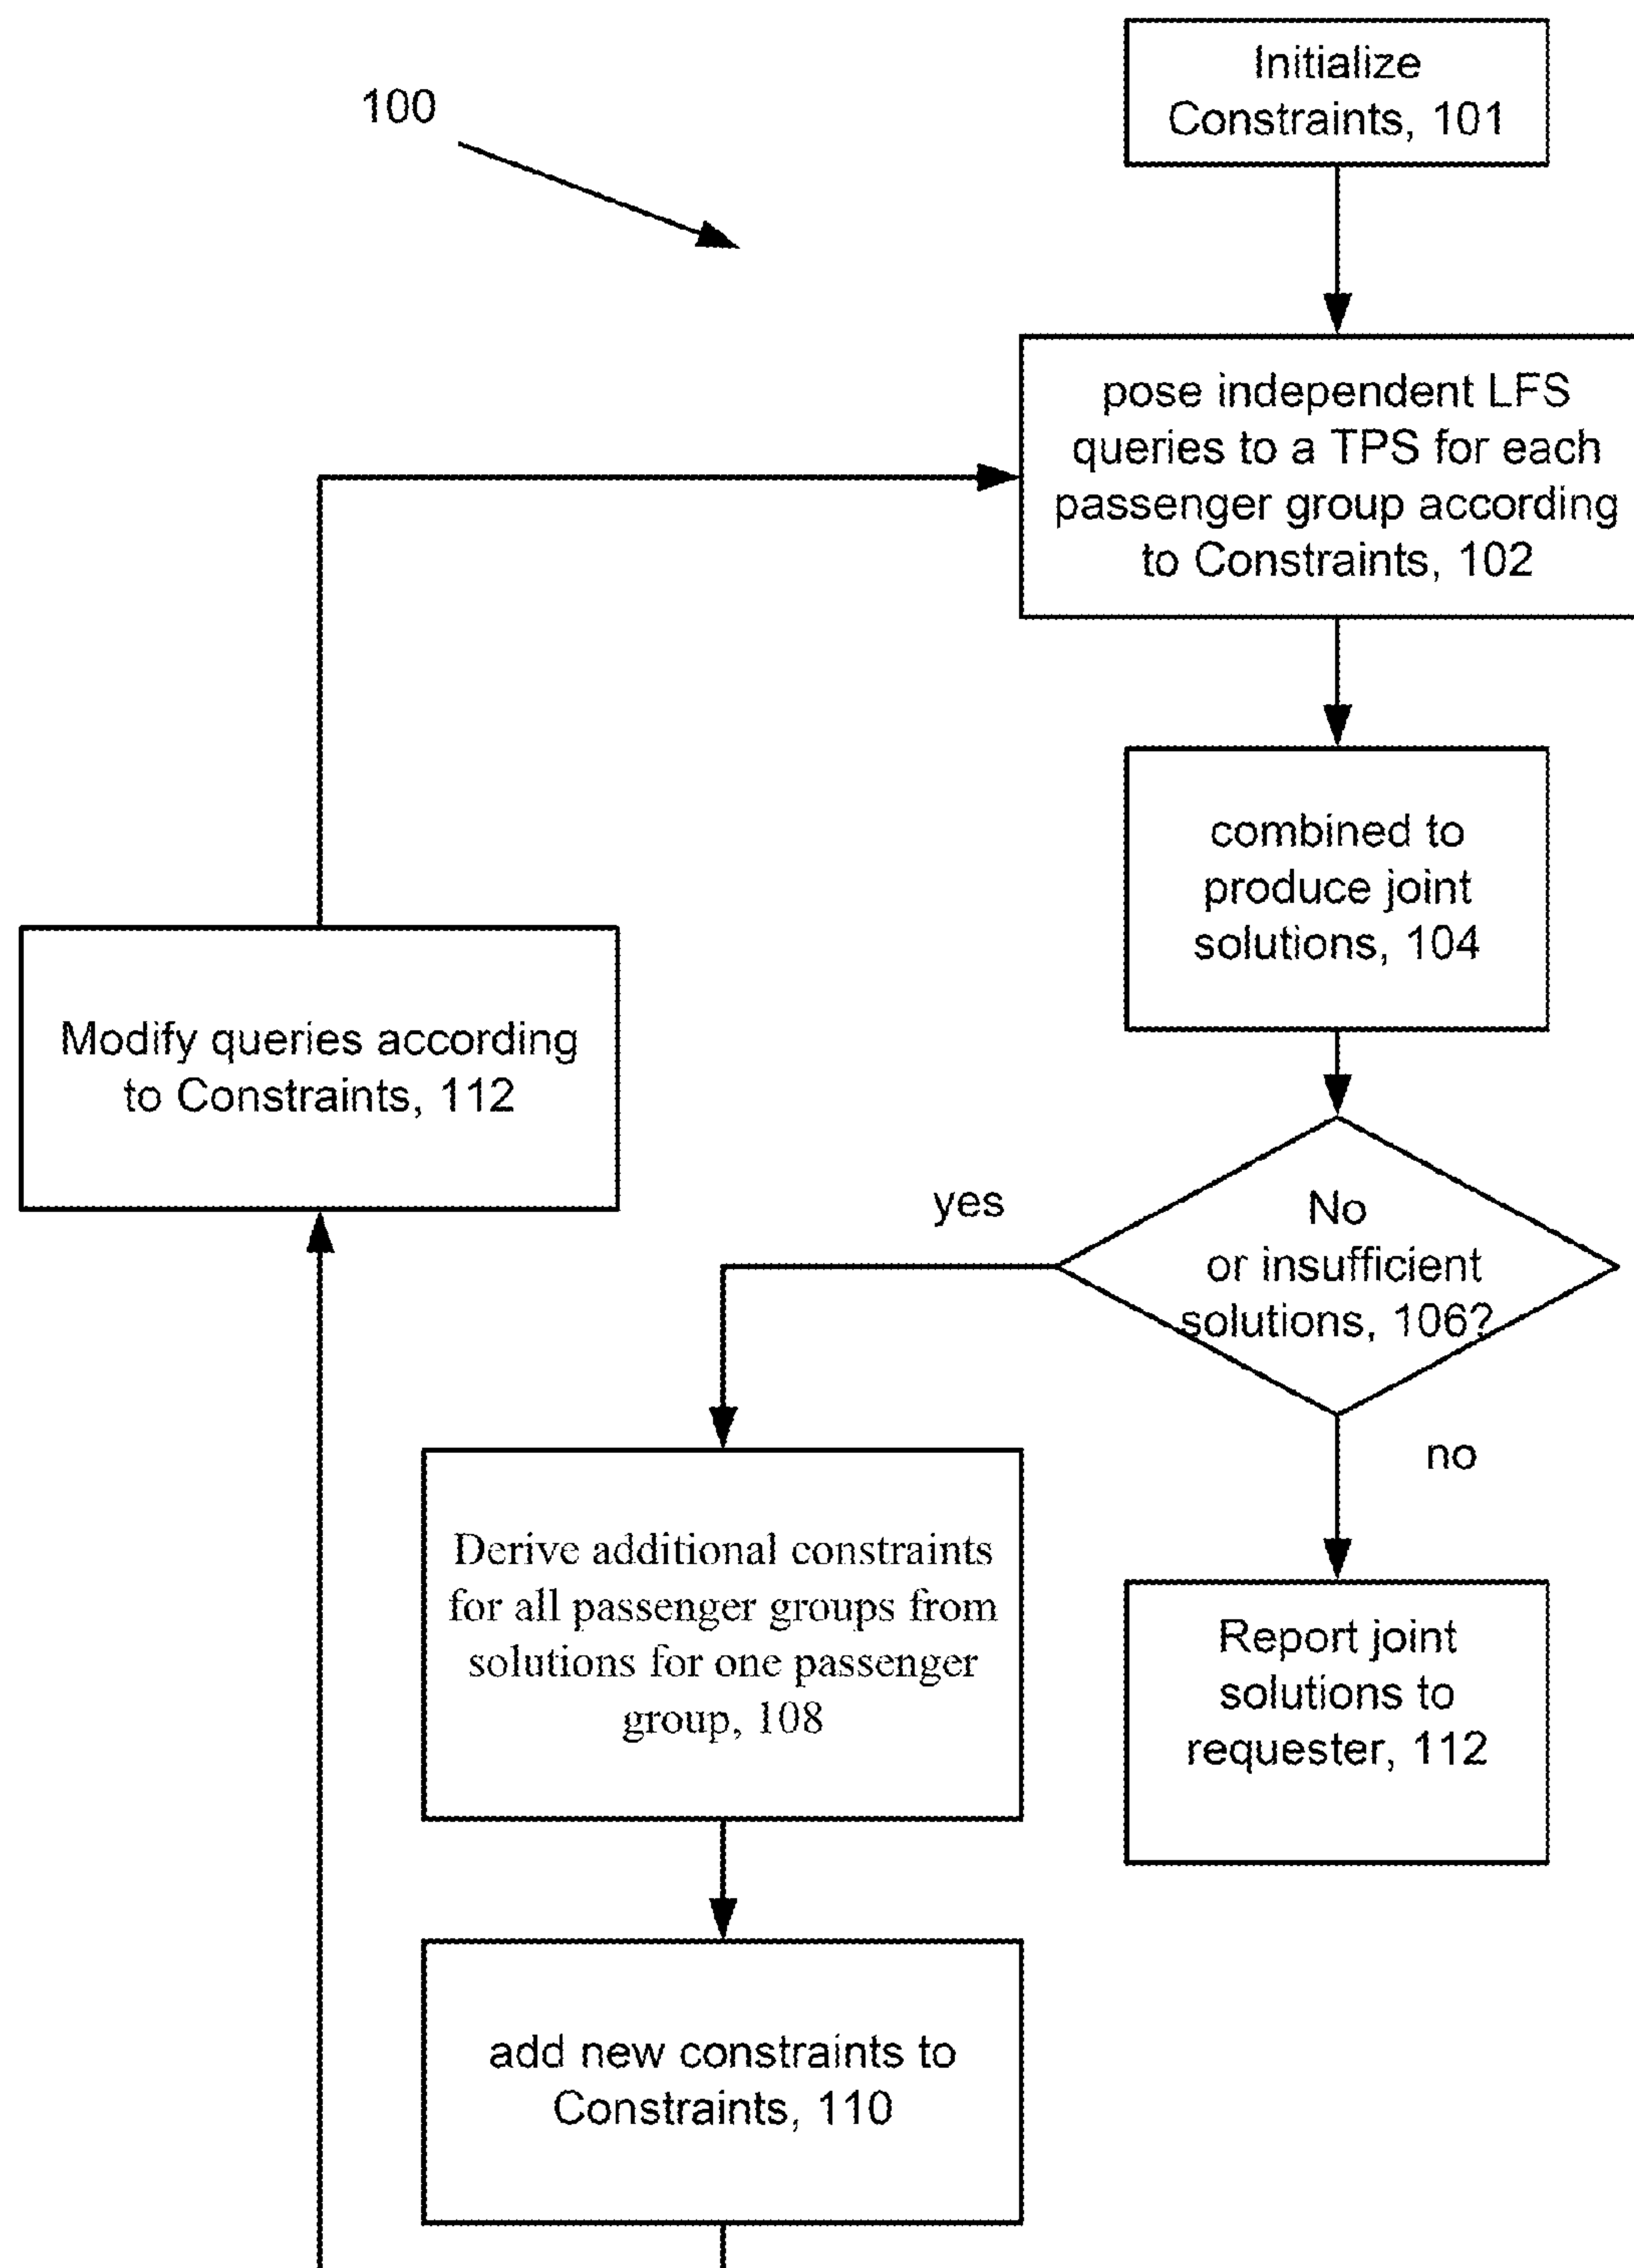 100
Initialize
Constraints, 101
pose independent LFS
queries to a TPS for each
passenger group according
to Constraints, 102
combined to
produce joint
solutions, 104
Modify queries according
to Constraints, 112
yes
No
or insufficient
solutions, 106?
no
Derive additional constraints
for all passenger groups from
solutions for one passenger
group, 108
Report joint
solutions to
requester, 112
add new constraints to
Constraints, 110